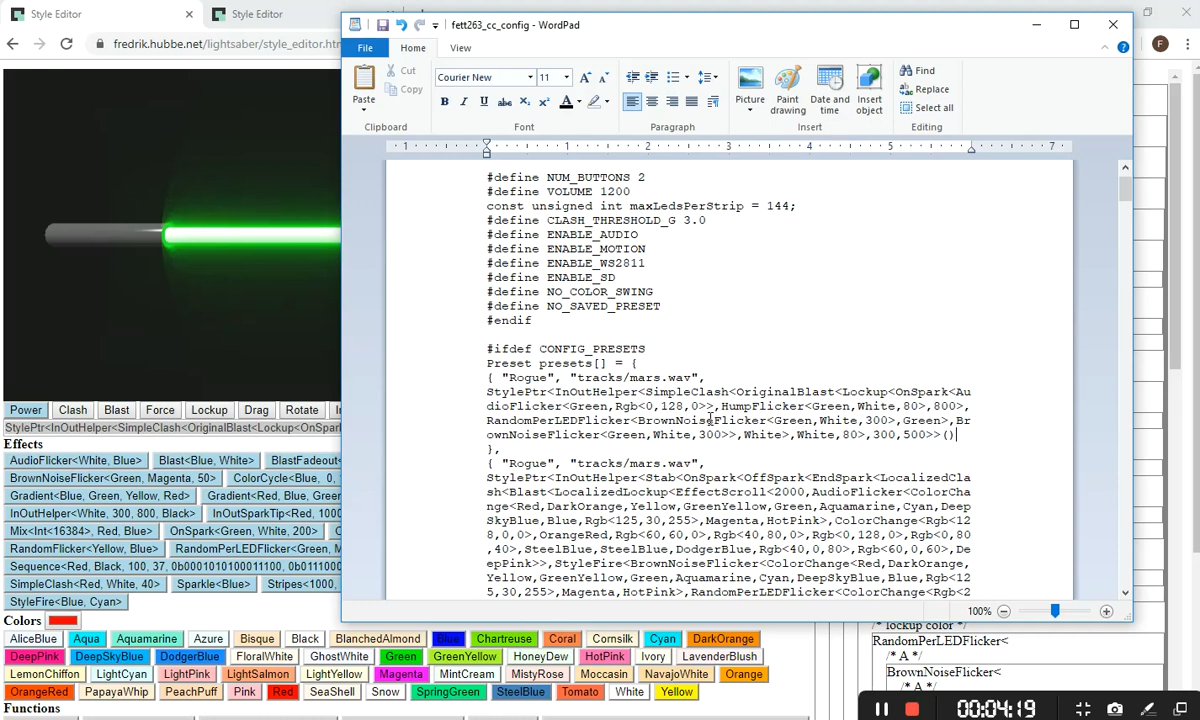 Style Editor
Style Editor
fredrik.hubbe.net/lightsaber/style_editor.htm
F
fett263_cc_config - WordPad
File
Home
View
Paste
Cut
Copy
Clipboard
Courier New
11
Font
Paragraph
Picture
Paint drawing
Date and time
Insert object
Insert
Find
Replace
Select all
Editing
1 1 2 3 4 5 6 7
#define NUM_BUTTONS 2
#define VOLUME 1200
const unsigned int maxLedsPerStrip = 144;
#define CLASH_THRESHOLD_G 3.0
#define ENABLE_AUDIO
#define ENABLE_MOTION
#define ENABLE_WS2811
#define ENABLE_SD
#define NO_COLOR_SWING
#define NO_SAVED_PRESET
#endif
#ifdef CONFIG_PRESETS
Preset presets[] = {
{ "Rogue", "tracks/mars.wav",
StylePtr<InOutHelper<SimpleClash<OriginalBlast<Lockup<OnSpark<Au
dioFlicker<Green,Rgb<0,128,0>>,HumpFlicker<Green,White,80>,800>,
RandomPerLEDFlicker<BrownNoiseFlicker<Green,White,300>,Green>,Br
ownNoiseFlicker<Green,White,300>>,White>,White,80>,300,500>>()
},
{ "Rogue", "tracks/mars.wav",
StylePtr<InOutHelper<Stab<OnSpark<OffSpark<EndSpark<LocalizedCla
sh<Blast<LocalizedLockup<EffectScroll<2000,AudioFlicker<ColorCha
nge<Red,DarkOrange,Yellow,GreenYellow,Green,Aquamarine,Cyan,Deep
SkyBlue,Blue,Rgb<125,30,255>,Magenta,HotPink>,ColorChange<Rgb<12
8,0,0>,OrangeRed,Rgb<60,60,0>,Rgb<40,80,0>,Rgb<0,128,0>,Rgb<0,80
,40>,SteelBlue,SteelBlue,DodgerBlue,Rgb<40,0,80>,Rgb<60,0,60>,De
epPink>>,StyleFire<BrownNoiseFlicker<ColorChange<Red,DarkOrange,
Yellow,GreenYellow,Green,Aquamarine,Cyan,DeepSkyBlue,Blue,Rgb<12
5,30,255>,Magenta,HotPink>,RandomPerLEDFlicker<ColorChange<Rgb<2
100%
Power Clash Blast Force Lockup Drag Rotate
StylePtr<InOutHelper<SimpleClash<OriginalBlast<Lockup<OnSpark
Effects
AudioFlicker<White, Blue> Blast<Blue, White> BlastFadeout<
BrownNoiseFlicker<Green, Magenta, 50> ColorCycle<Blue, 0,
Gradient<Blue, Green, Yellow, Red> Gradient<Red, Blue, Green,
InOutHelper<White, 300, 800, Black> InOutSparkTip<Red, 1000
Mix<Int<16384>, Red, Blue> OnSpark<Green, White, 200>
RandomFlicker<Yellow, Blue> RandomPerLEDFlicker<Green, M
Sequence<Red, Black, 100, 37, 0b0001010100011100, 0b0111000
SimpleClash<Red, White, 40> Sparkle<Blue> Stripes<1000,
StyleFire<Blue, Cyan>
Colors
AliceBlue Aqua Aquamarine Azure Bisque Black BlanchedAlmond Blue Chartreuse Coral Cornsilk Cyan DarkOrange
DeepPink DeepSkyBlue DodgerBlue FloralWhite GhostWhite Green GreenYellow HoneyDew HotPink Ivory LavenderBlush
LemonChiffon LightCyan LightPink LightSalmon LightYellow Magenta MintCream MistyRose Moccasin NavajoWhite Orange
OrangeRed PapayaWhip PeachPuff Pink Red SeaShell Snow SpringGreen SteelBlue Tomato White Yellow
Functions
/* lockup color */
RandomPerLEDFlicker<
/* A */
BrownNoiseFlicker<
/* A */
00:04:19